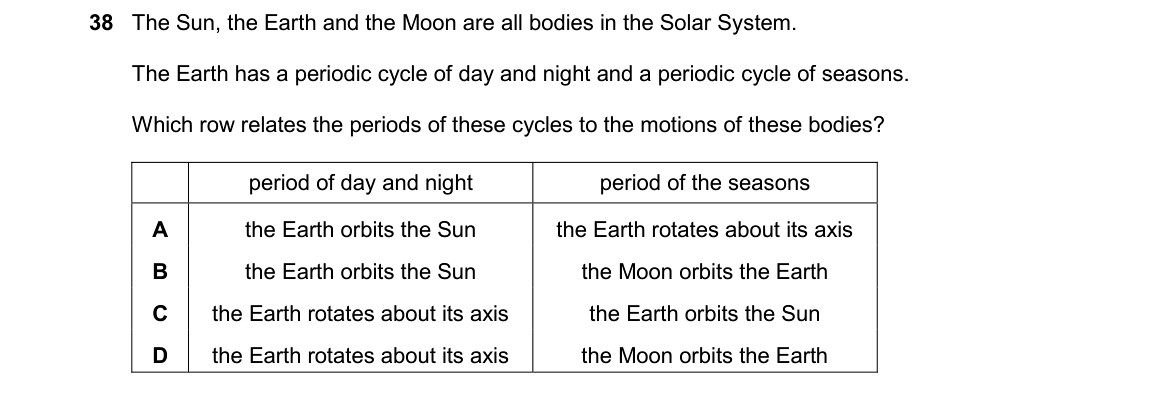 38 The Sun, the Earth and the Moon are all bodies in the Solar System.
The Earth has a periodic cycle of day and night and a periodic cycle of seasons.
Which row relates the periods of these cycles to the motions of these bodies?
period of day and night period of the seasons
A the Earth orbits the Sun the Earth rotates about its axis
B the Earth orbits the Sun the Moon orbits the Earth
C the Earth rotates about its axis the Earth orbits the Sun
D the Earth rotates about its axis the Moon orbits the Earth